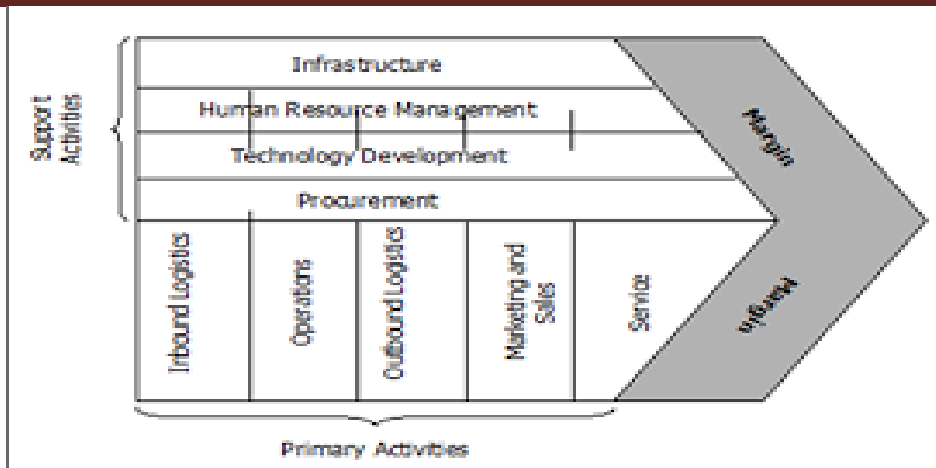 Support
Activities
Infrastructure
Human Resource Management
Technology Development
Procurement
Margin
Inbound Logistics
Operations
Outbound Logistics
Marketing and
Sales
Service
Margin
Primary Activities